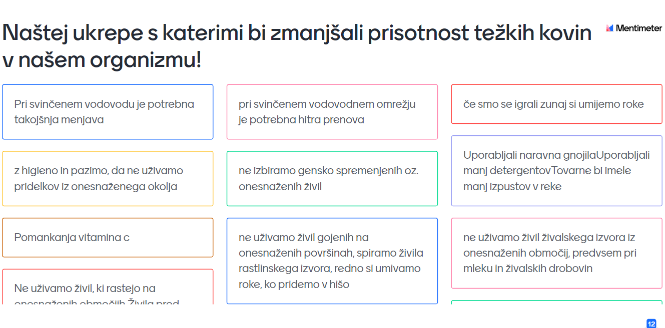 Naštej ukrepe s katerimi bi zmanjšali prisotnost težkih kovin
v našem organizmu!
Mentimeter
Pri svinčenem vodovodu je potrebna
takojšnja menjava
z higieno in pazimo, da ne uživamo
pridelkov iz onesnaženega okolja
Pomankanja vitamina c
Ne uživamo živil, ki rastejo na
onesnaženih območjih Živila pred
pri svinčenem vodovodnem omrežju
je potrebna hitra prenova
ne izbiramo gensko spremenjenih oz.
onesnaženih živil
ne uživamo živil gojenih na
onesnaženih površinah, spiramo živila
rastlinskega izvora, redno si umivamo
roke, ko pridemo v hišo
če smo se igrali zunaj si umijemo roke
Uporabljali naravna gnojilaUporabljali
manj detergentovTovarne bi imele
manj izpustov v reke
ne uživamo živil živalskega izvora iz
onesnaženih območij, predvsem pri
mleku in živalskih drobovin
12